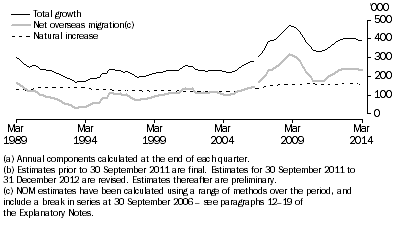 Total growth
Net overseas migration(c)
Natural increase
'000
500
400
300
200
100
0
Mar Mar Mar Mar Mar Mar
1989 1994 1999 2004 2009 2014
(a) Annual components calculated at the end of each quarter.
(b) Estimates prior to 30 September 2011 are final. Estimates for 30 September 2011 to
31 December 2012 are revised. Estimates thereafter are preliminary.
(c) NOM estimates have been calculated using a range of methods over the period, and
include a break in series at 30 September 2006 – see paragraphs 12–19 of
the Explanatory Notes.